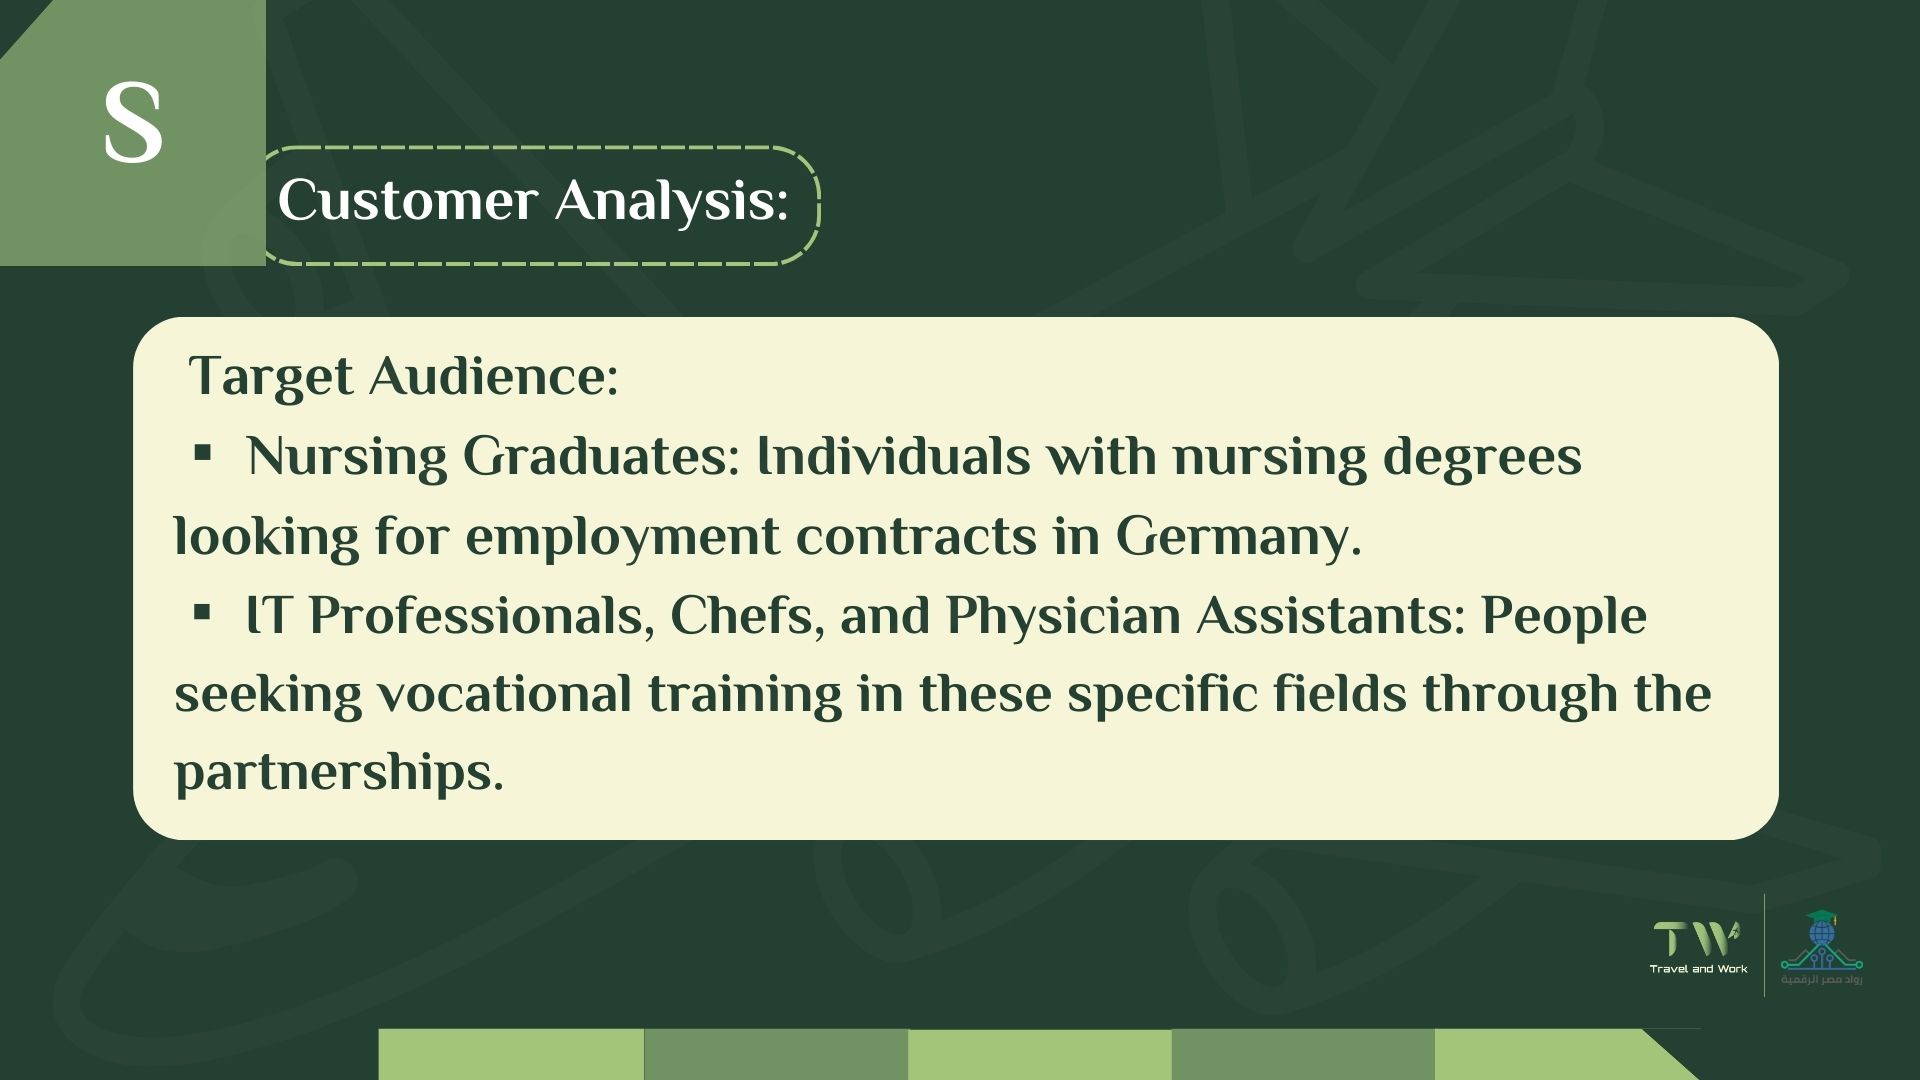 S
Customer Analysis:
Target Audience:
▪ Nursing Graduates: Individuals with nursing degrees
looking for employment contracts in Germany.
▪ IT Professionals, Chefs, and Physician Assistants: People
seeking vocational training in these specific fields through the
partnerships.
TW
Travel and Work
رواد مصر الرقمية